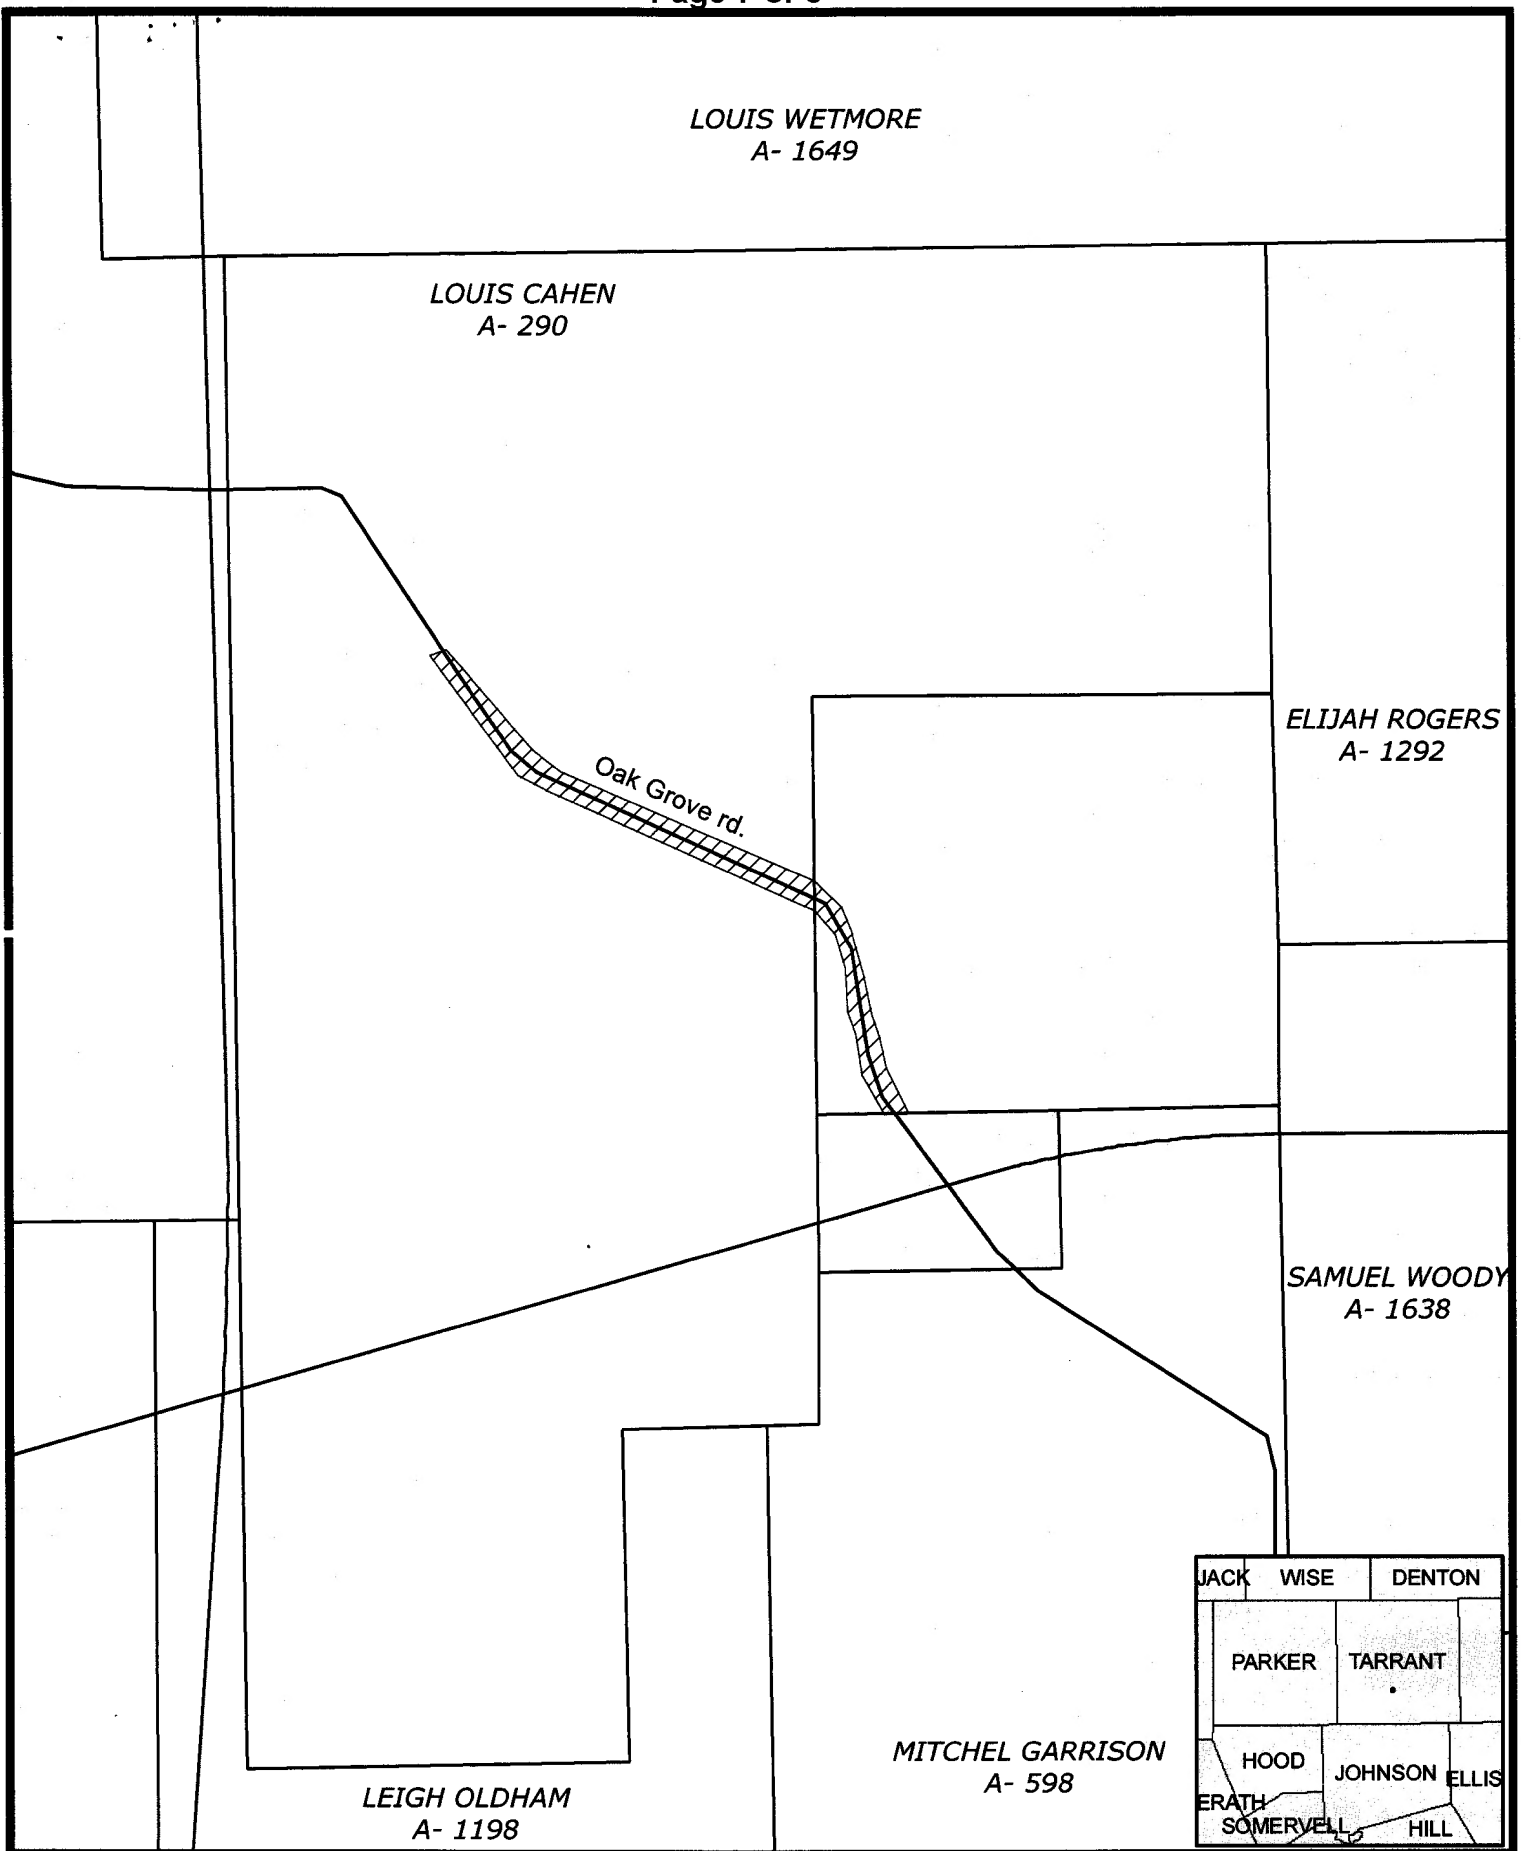 LOUIS WETMORE
A- 1649
LOUIS CAHEN
A- 290
ELIJAH ROGERS
A- 1292
Oak Grove rd.
SAMUEL WOODY
A- 1638
MITCHEL GARRISON
A- 598
LEIGH OLDHAM
A- 1198
JACK WISE DENTON
PARKER TARRANT
HOOD JOHNSON ELLIS
ERATH
SOMERVELL HILL